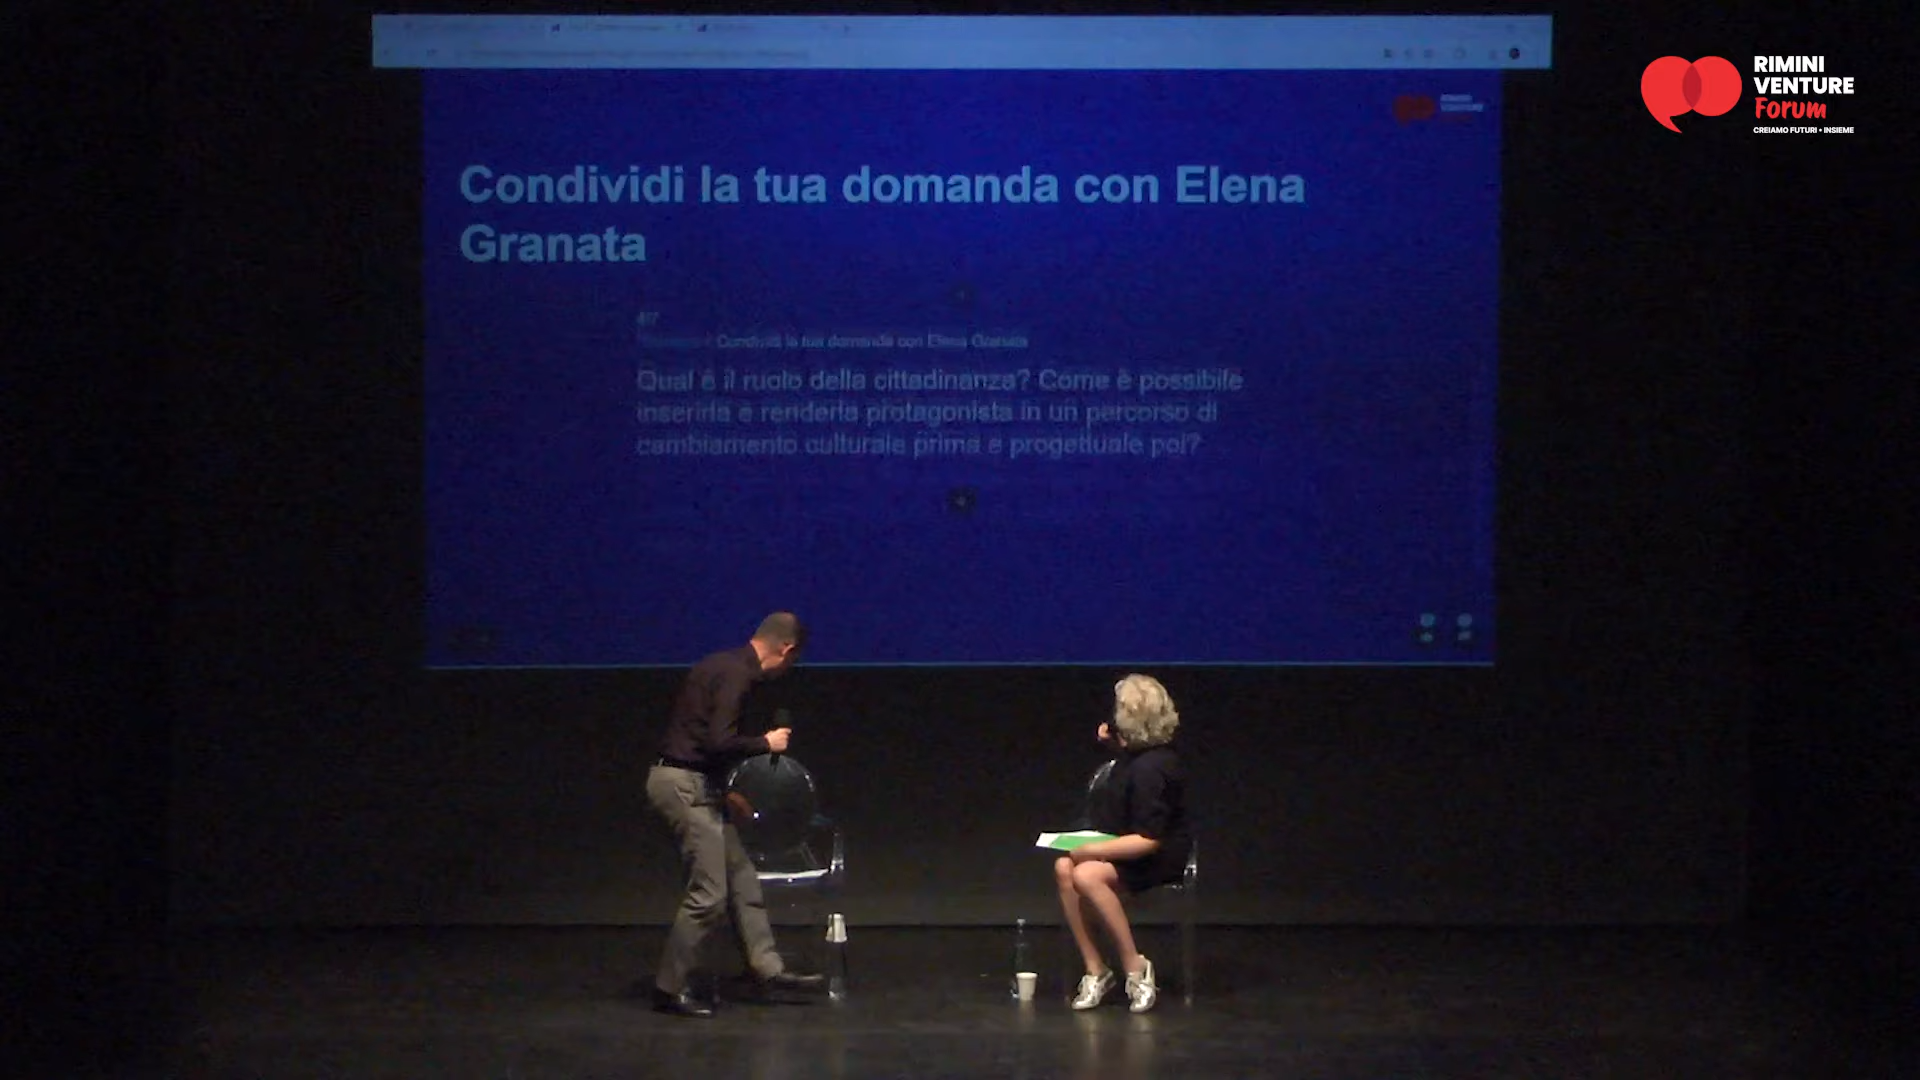 RIMINI
VENTURE
Forum
CREIAMO FUTURI • INSIEME
Condividi la tua domanda con Elena
Granata
4/7
Condividi la tua domanda con Elena Granata
Qual è il ruolo della cittadinanza? Come è possibile
inserirla e renderla protagonista in un percorso di
cambiamento culturale prima e progettuale poi?